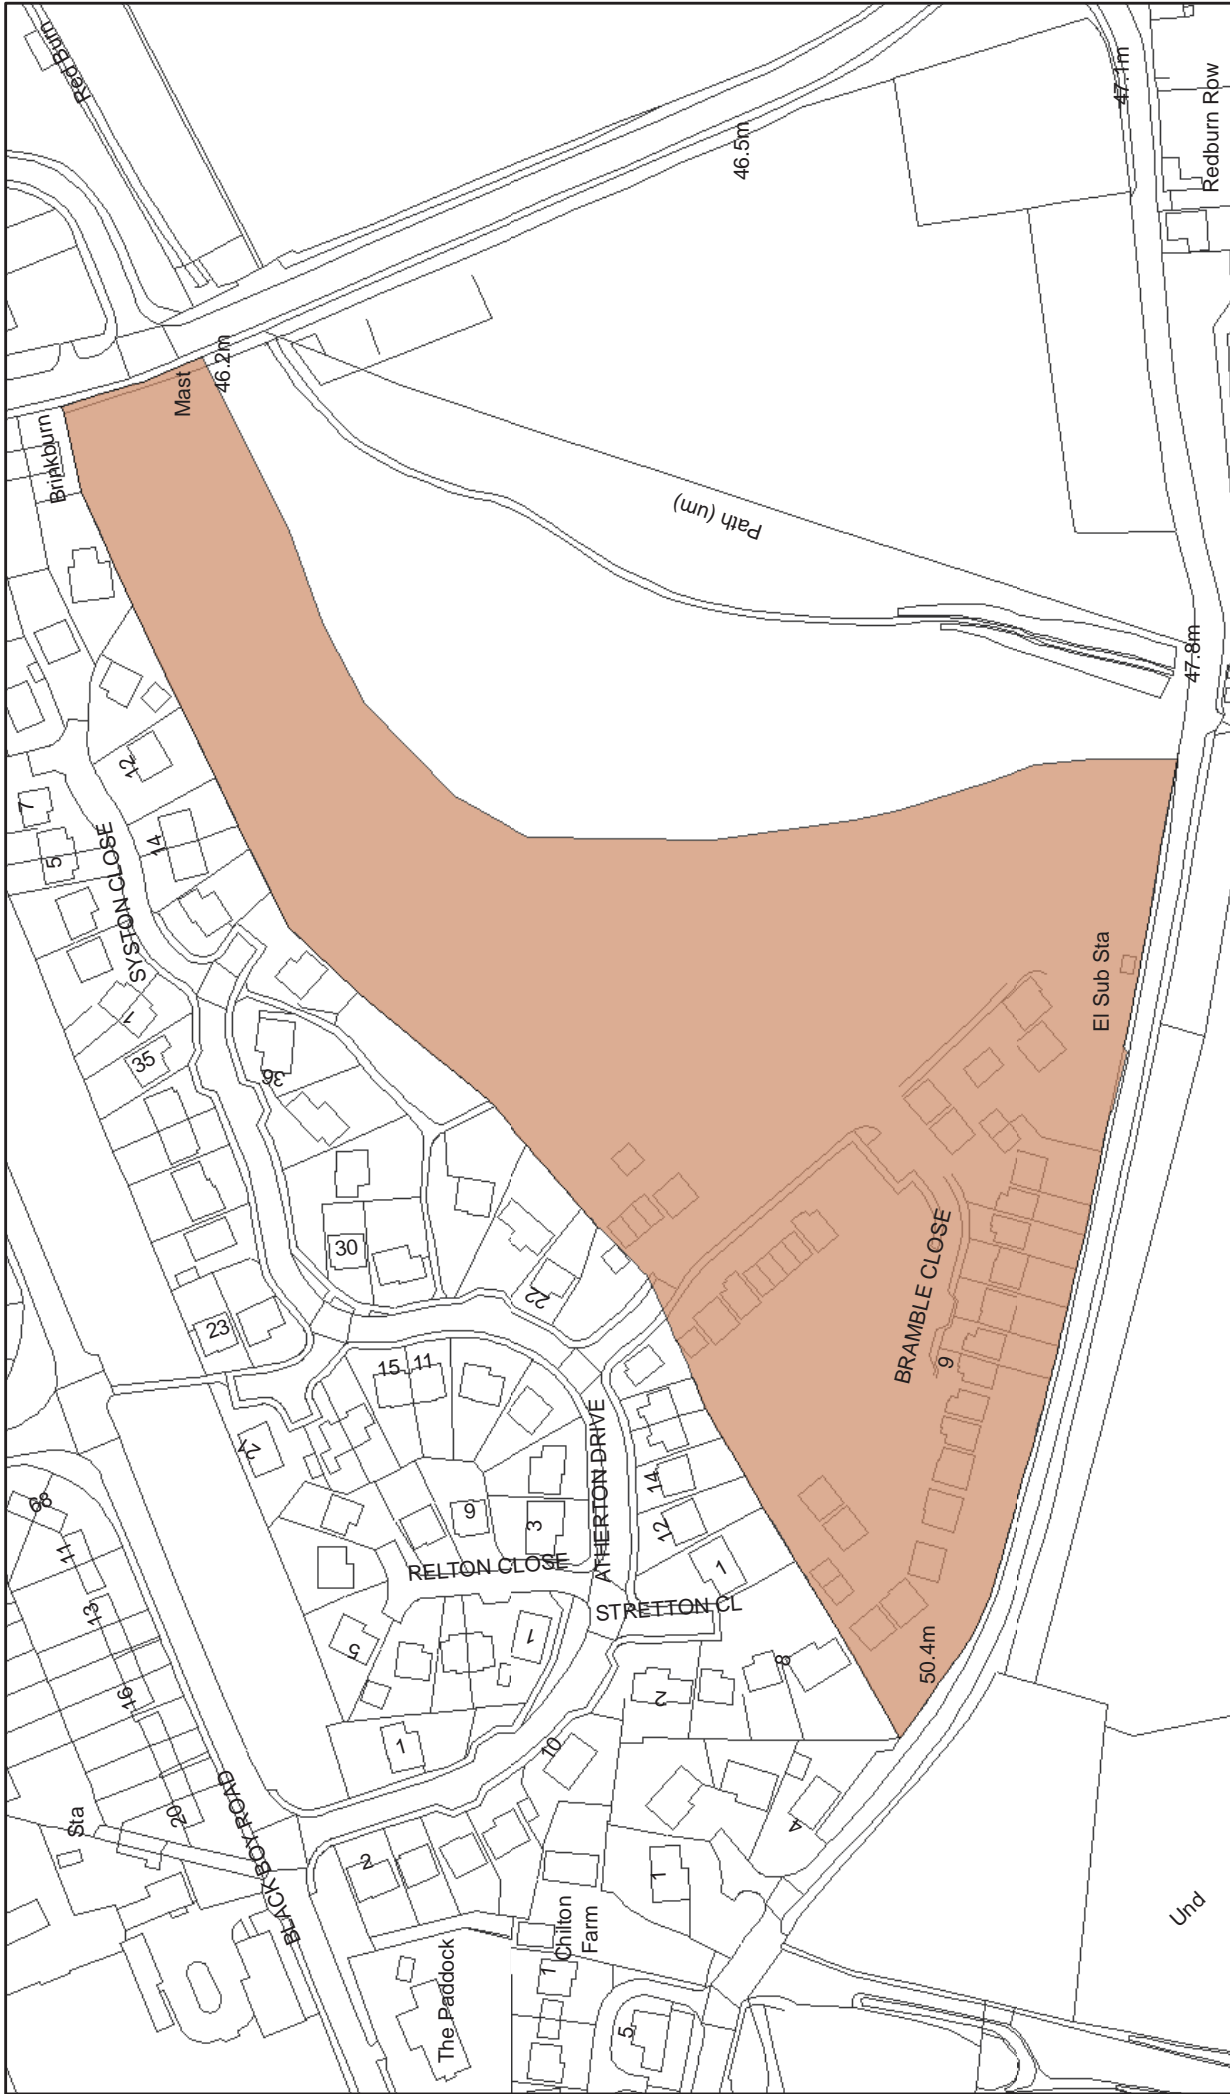 Red Burn
47.1m
Redburn Row
46.5m
46.2m
Mast
Brinkburn
Path (um)
47.8m
12
7
14
5
SYSTON CLOSE
1
35
36
El Sub Sta
30
22
23
BRAMBLE CLOSE
9
15
11
27
14
12
ATHERTON DRIVE
3
9
RELTON CLOSE
1
STRETTON CL
68
11
13
16
20
5
1
1
2
8
50.4m
10
4
Sta
BLACK BOY ROAD
2
1
Chilton
Farm
The Paddock
1
5
Und